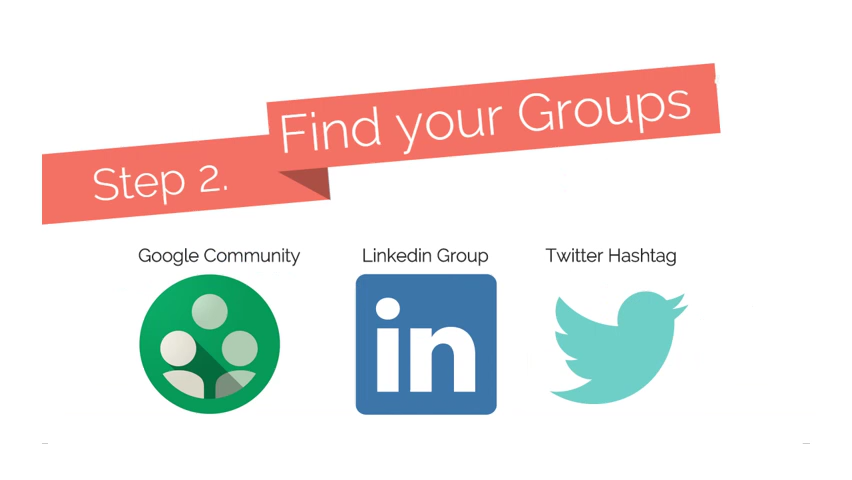 Step 2.
Find your Groups
Google Community
Linkedin Group
Twitter Hashtag
in